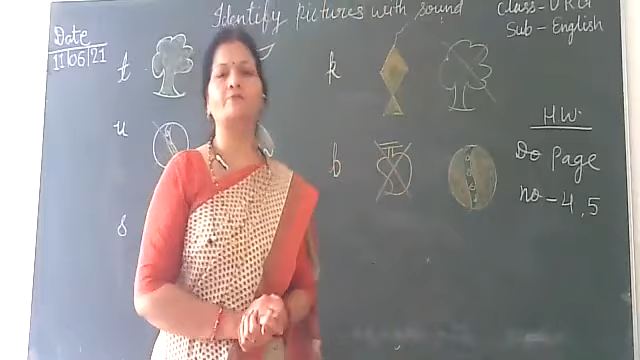 Identify pictures with sound
Class - UKG
Sub - English
Date
11/06/21
t
k
u
b
s
H.W.
Do Page
no - 4, 5